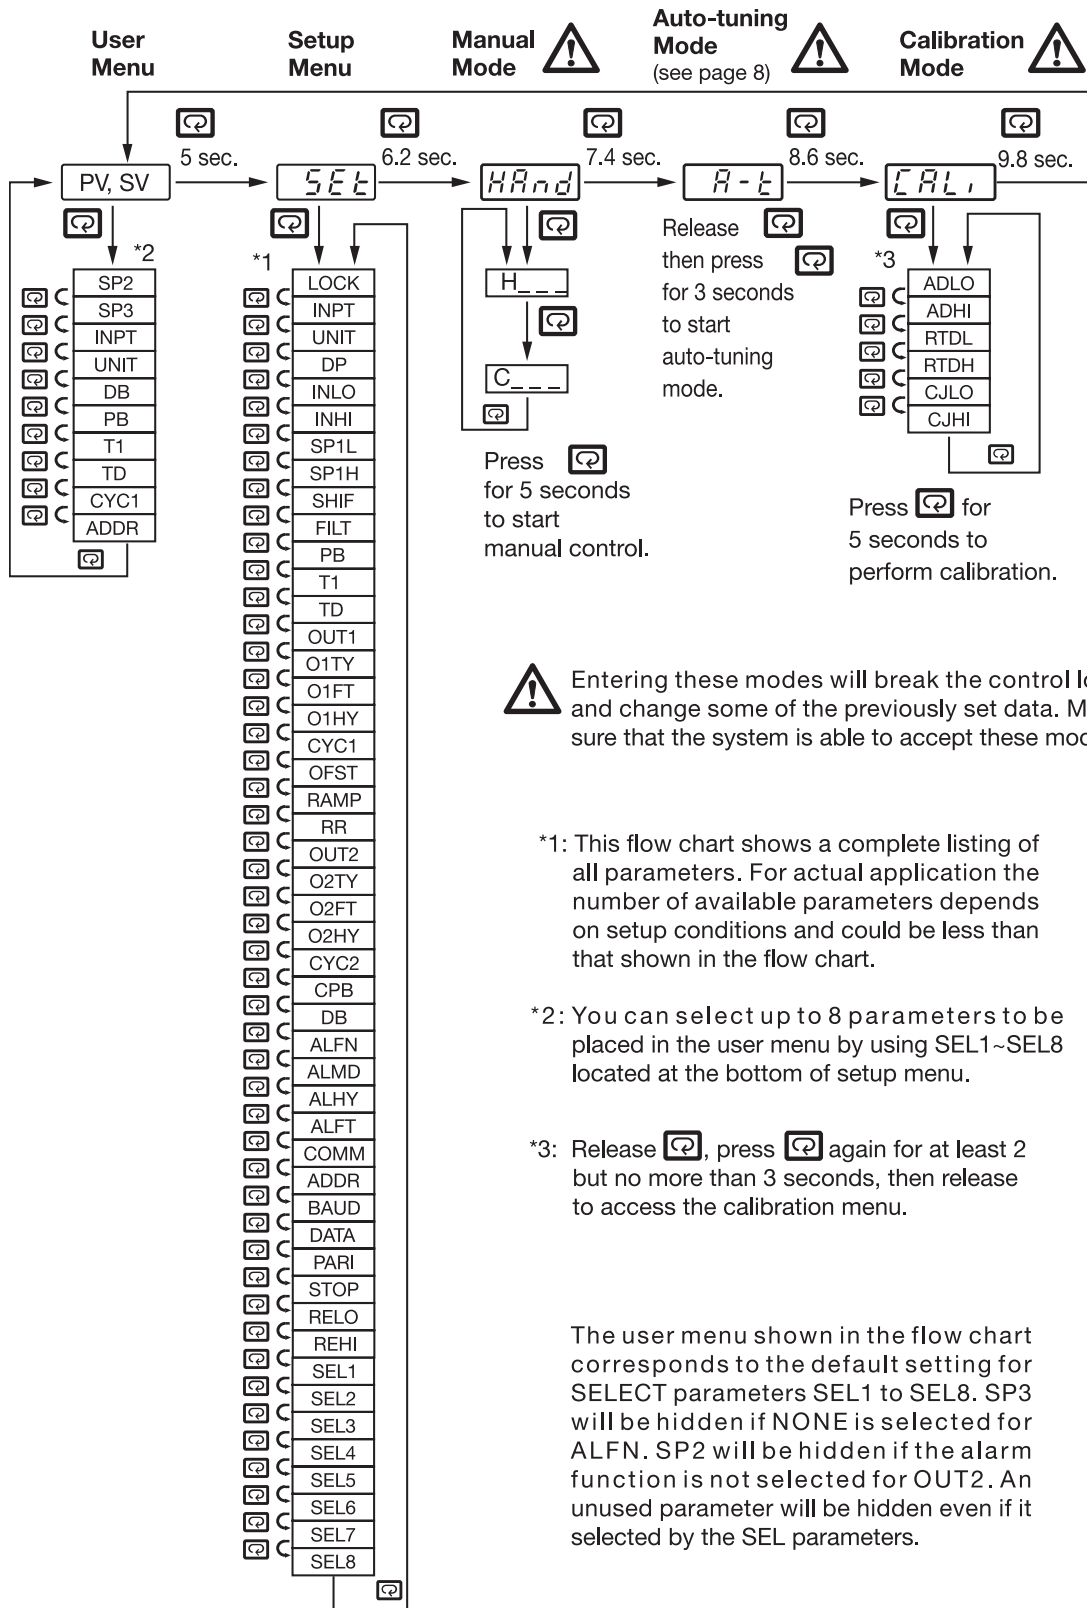 User
Menu
Setup
Menu
Manual
Mode
Auto-tuning
Mode
(see page 8)
Calibration
Mode
5 sec.
6.2 sec.
7.4 sec.
8.6 sec.
9.8 sec.
PV, SV
SEt
HAnd
A-t
CALi
*2
SP2
SP3
INPT
UNIT
DB
PB
T1
TD
CYC1
ADDR
*1
LOCK
INPT
UNIT
DP
INLO
INHI
SP1L
SP1H
SHIF
FILT
PB
T1
TD
OUT1
O1TY
O1FT
O1HY
CYC1
OFST
RAMP
RR
OUT2
O2TY
O2FT
O2HY
CYC2
CPB
DB
ALFN
ALMD
ALHY
ALFT
COMM
ADDR
BAUD
DATA
PARI
STOP
RELO
REHI
SEL1
SEL2
SEL3
SEL4
SEL5
SEL6
SEL7
SEL8
H_ _ _
C_ _ _
Press
for 5 seconds
to start
manual control.
Release
then press
for 3 seconds
to start
auto-tuning
mode.
*3
ADLO
ADHI
RTDL
RTDH
CJLO
CJHI
Press for
5 seconds to
perform calibration.
Entering these modes will break the control
and change some of the previously set data.
sure that the system is able to accept these
*1: This flow chart shows a complete listing of
all parameters. For actual application the
number of available parameters depends
on setup conditions and could be less than
that shown in the flow chart.
*2: You can select up to 8 parameters to be
placed in the user menu by using SEL1~SEL8
located at the bottom of setup menu.
*3: Release , press again for at least 2
but no more than 3 seconds, then release
to access the calibration menu.
The user menu shown in the flow chart
corresponds to the default setting for
SELECT parameters SEL1 to SEL8. SP3
will be hidden if NONE is selected for
ALFN. SP2 will be hidden if the alarm
function is not selected for OUT2. An
unused parameter will be hidden even if it
selected by the SEL parameters.